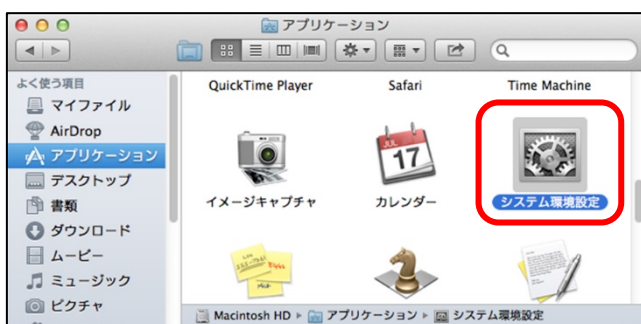 アプリケーション
よく使う項目
マイファイル
AirDrop
アプリケーション
デスクトップ
書類
ダウンロード
ムービー
ミュージック
ピクチャ
QuickTime Player
Safari
Time Machine
JUL
17
イメージキャプチャ
カレンダー
システム環境設定
Macintosh HD ▸ アプリケーション ▸ システム環境設定